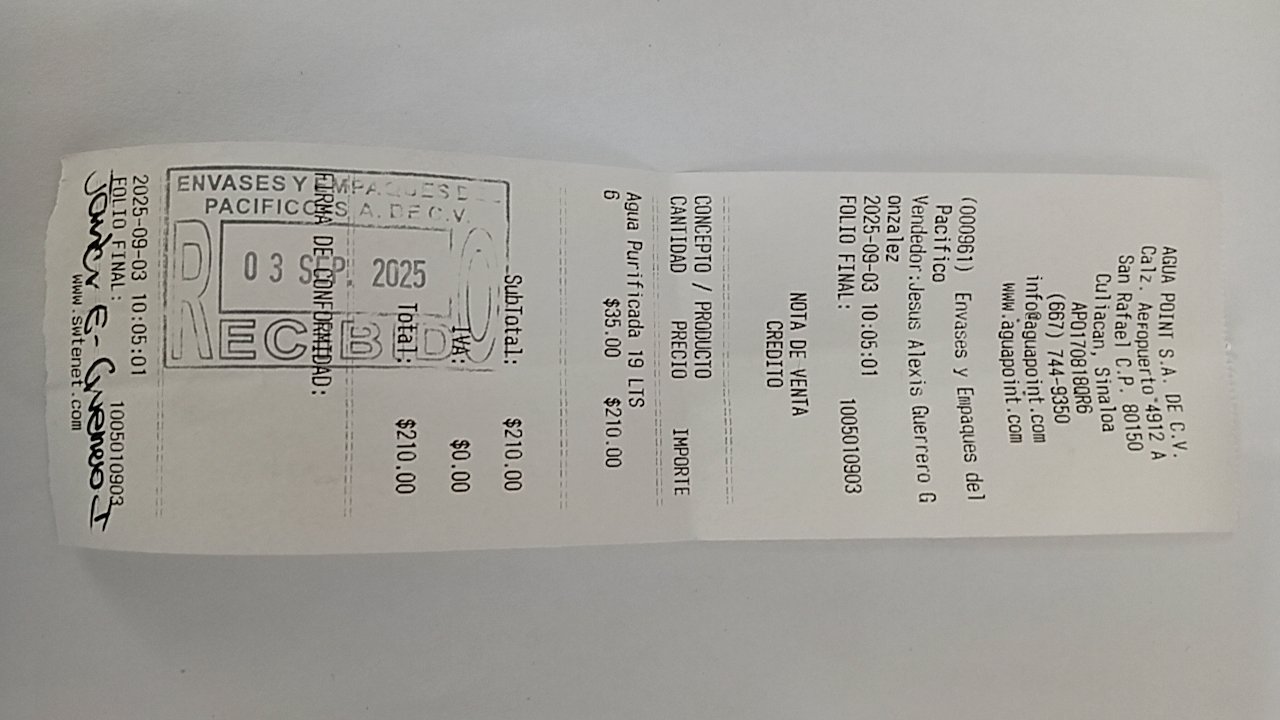 AGUA POINT S.A. DE C.V.
Calz. Aeropuerto 4912 A
San Rafael C.P. 80150
Culiacan, Sinaloa
APO170818QR6
(667) 744-9350
info@aguapoint.com
www.aguapoint.com
(000961) Envases y Empaques del
Pacifico
Vendedor:Jesus Alexis Guerrero G
onzalez
2025-09-03 10:05:01
FOLIO FINAL: 1005010903
NOTA DE VENTA
CREDITO
CONCEPTO / PRODUCTO
CANTIDAD PRECIO IMPORTE
Agua Purificada 19 LTS
6 $35.00 $210.00
SubTotal: $210.00
IVA: $0.00
Total: $210.00
FIRMA DE CONFORMIDAD:
ENVASES Y EMPAQUES DEL
PACIFICO S.A. DE C.V.
03 SEP. 2025
RECIBIDO
2025-09-03 10:05:01
FOLIO FINAL: 1005010903
www.swtenet.com